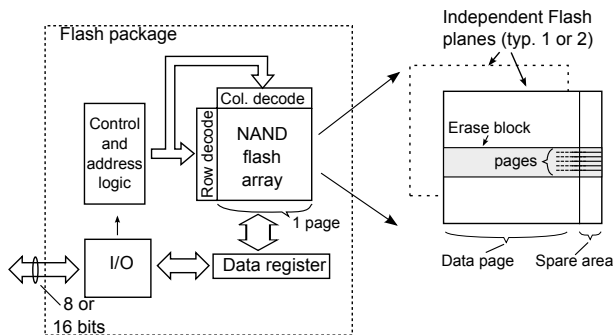 Flash package
Control
and
address
logic
Col. decode
Row decode
NAND
flash
array
1 page
I/O
Data register
8 or
16 bits
Independent Flash
planes (typ. 1 or 2)
Erase block
pages
Data page
Spare area